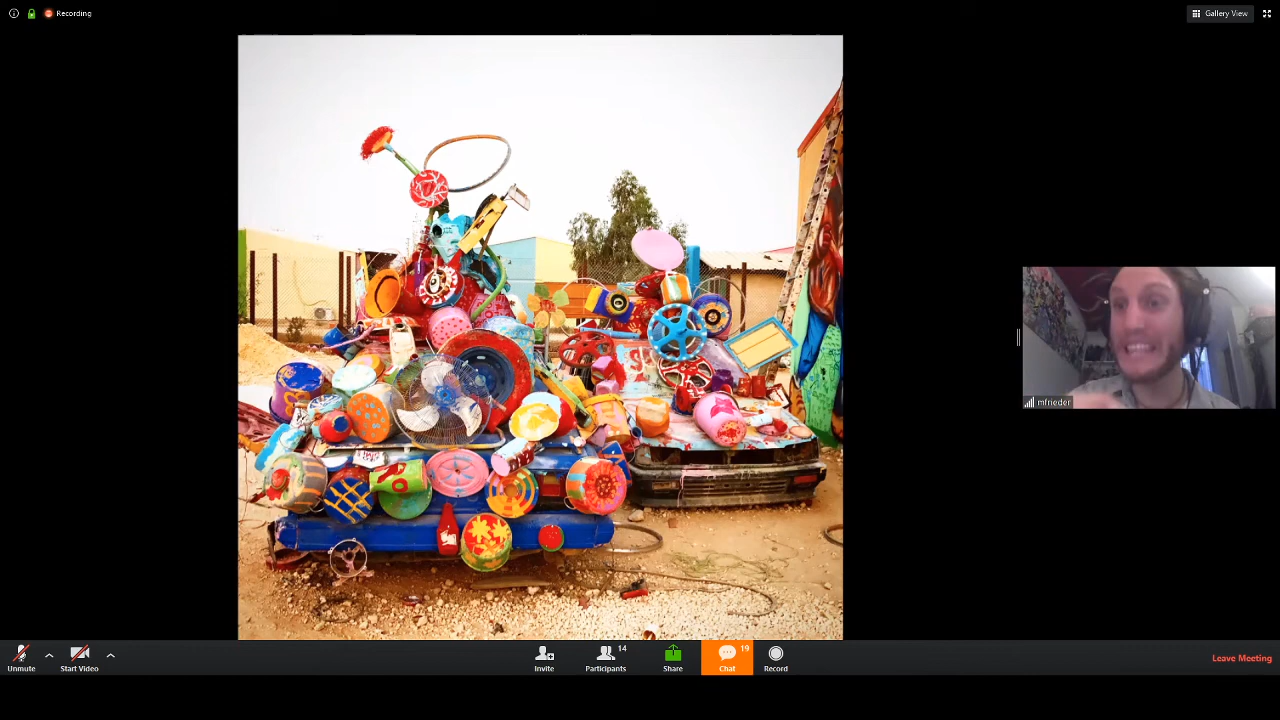 Recording
Gallery View
mfrieder
Unmute
Start Video
Invite
14
Participants
Share
19
Chat
Record
Leave Meeting